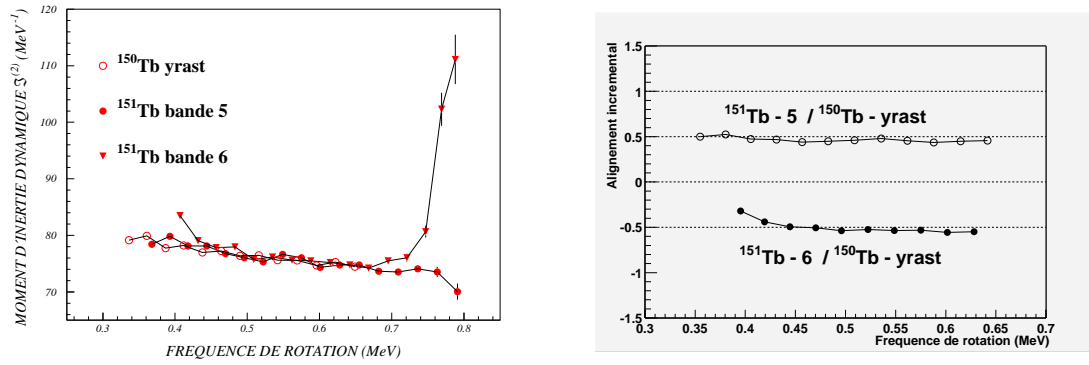 MOMENT D'INERTIE DYNAMIQUE ℑ⁽²⁾ (MeV⁻¹)
120
110
100
90
80
70
0.3 0.4 0.5 0.6 0.7 0.8
FREQUENCE DE ROTATION (MeV)
¹⁵⁰Tb yrast
¹⁵¹Tb bande 5
¹⁵¹Tb bande 6
Alignement incremental
1.5
1
0.5
0
-0.5
-1
-1.5
0.3 0.35 0.4 0.45 0.5 0.55 0.6 0.65 0.7
Frequence de rotation (MeV)
¹⁵¹Tb - 5 / ¹⁵⁰Tb - yrast
¹⁵¹Tb - 6 / ¹⁵⁰Tb - yrast